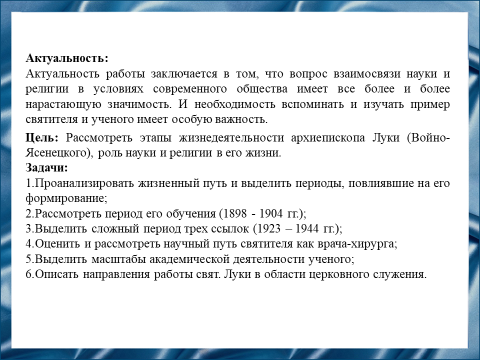 Актуальность:
Актуальность работы заключается в том, что вопрос взаимосвязи науки и
религии в условиях современного общества имеет все более и более
нарастающую значимость. И необходимость вспоминать и изучать пример
святителя и ученого имеет особую важность.
Цель: Рассмотреть этапы жизнедеятельности архиепископа Луки (Войно-
Ясенецкого), роль науки и религии в его жизни.
Задачи:
1.Проанализировать жизненный путь и выделить периоды, повлиявшие на его
формирование;
2.Рассмотреть период его обучения (1898 - 1904 гг.);
3.Выделить сложный период трех ссылок (1923 – 1944 гг.);
4.Оценить и рассмотреть научный путь святителя как врача-хирурга;
5.Выделить масштабы академической деятельности ученого;
6.Описать направления работы свят. Луки в области церковного служения.